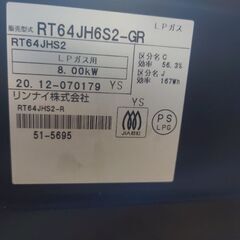 販売型式 RT64JH6S2-GR
LPガス
RT64JHS2
LPガス用
8.00kW
区分名 G
効率 56.3%
区分名 J
効率 167Wh
20.12-070179 YS
リンナイ株式会社 YS
RT64JHS2-R
51-5695
JIA
PS
LPG